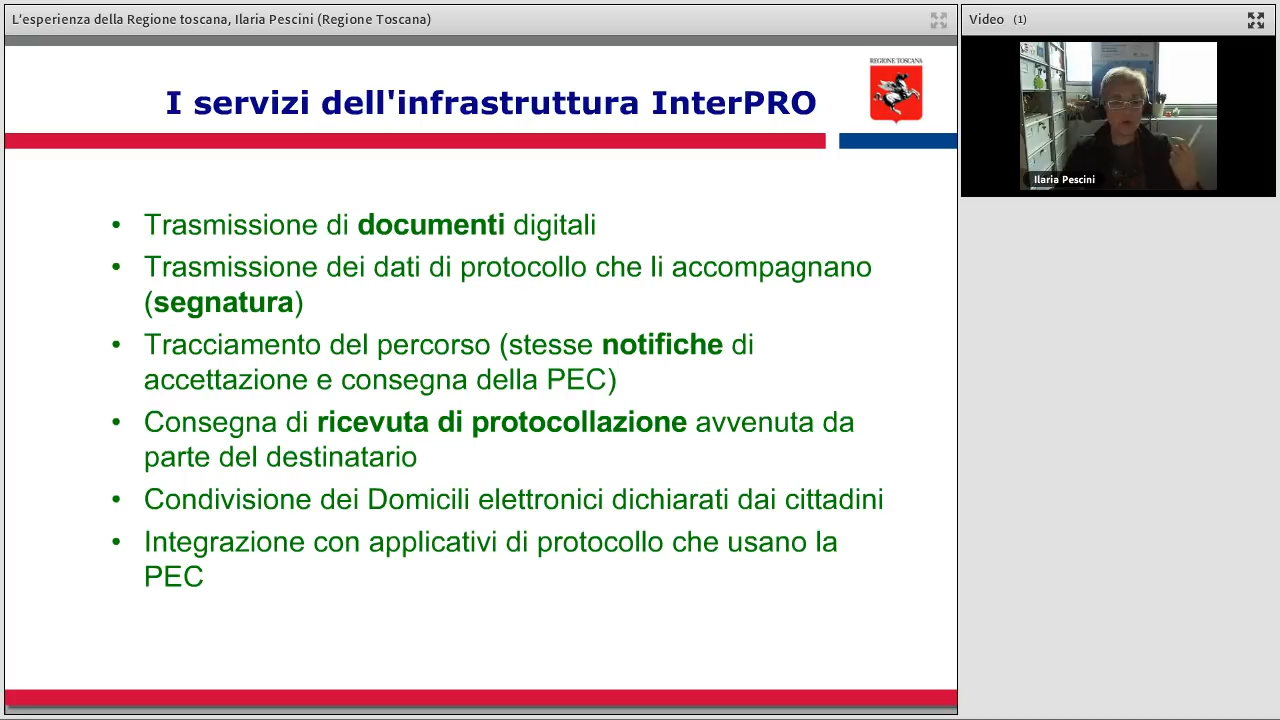 L’esperienza della Regione toscana, Ilaria Pescini (Regione Toscana)
Video (1)
REGIONE TOSCANA
I servizi dell'infrastruttura InterPRO
Ilaria Pescini
• Trasmissione di documenti digitali
• Trasmissione dei dati di protocollo che li accompagnano
(segnatura)
• Tracciamento del percorso (stesse notifiche di
accettazione e consegna della PEC)
• Consegna di ricevuta di protocollazione avvenuta da
parte del destinatario
• Condivisione dei Domicili elettronici dichiarati dai cittadini
• Integrazione con applicativi di protocollo che usano la
PEC